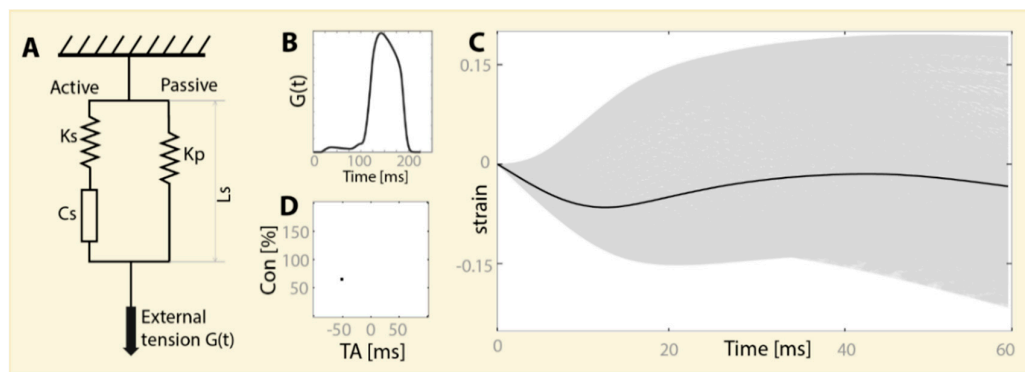 A
Active
Passive
Ks
Kp
Cs
Ls
External
tension G(t)
B
G(t)
0
100
200
Time [ms]
D
Con [%]
150
100
50
-50
0
50
TA [ms]
C
strain
0.15
0
-0.15
0
20
40
60
Time [ms]